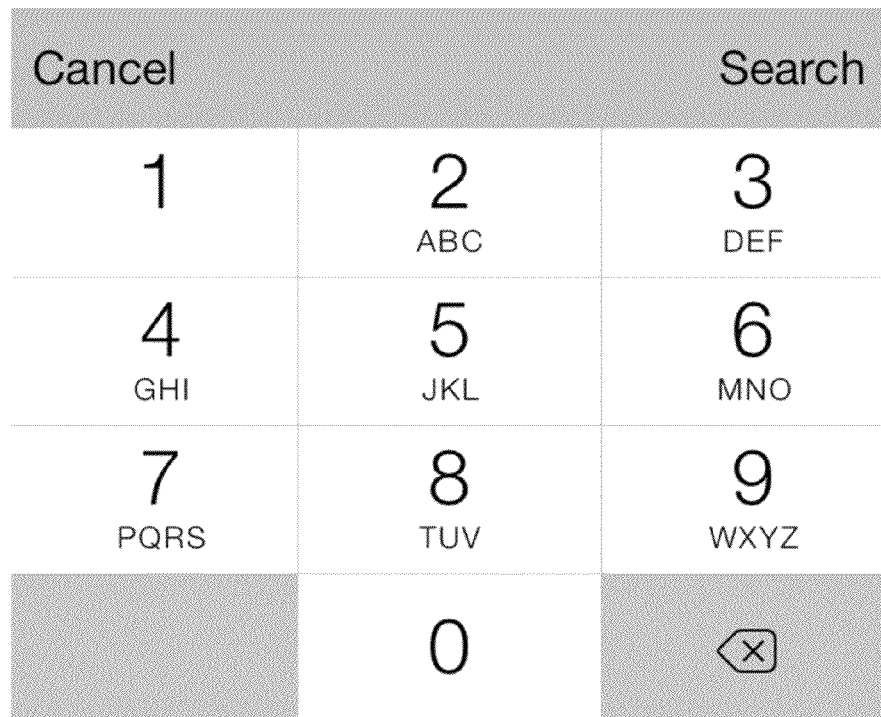 Cancel Search
1 2 3
ABC DEF
4 5 6
GHI JKL MNO
7 8 9
PQRS TUV WXYZ
0